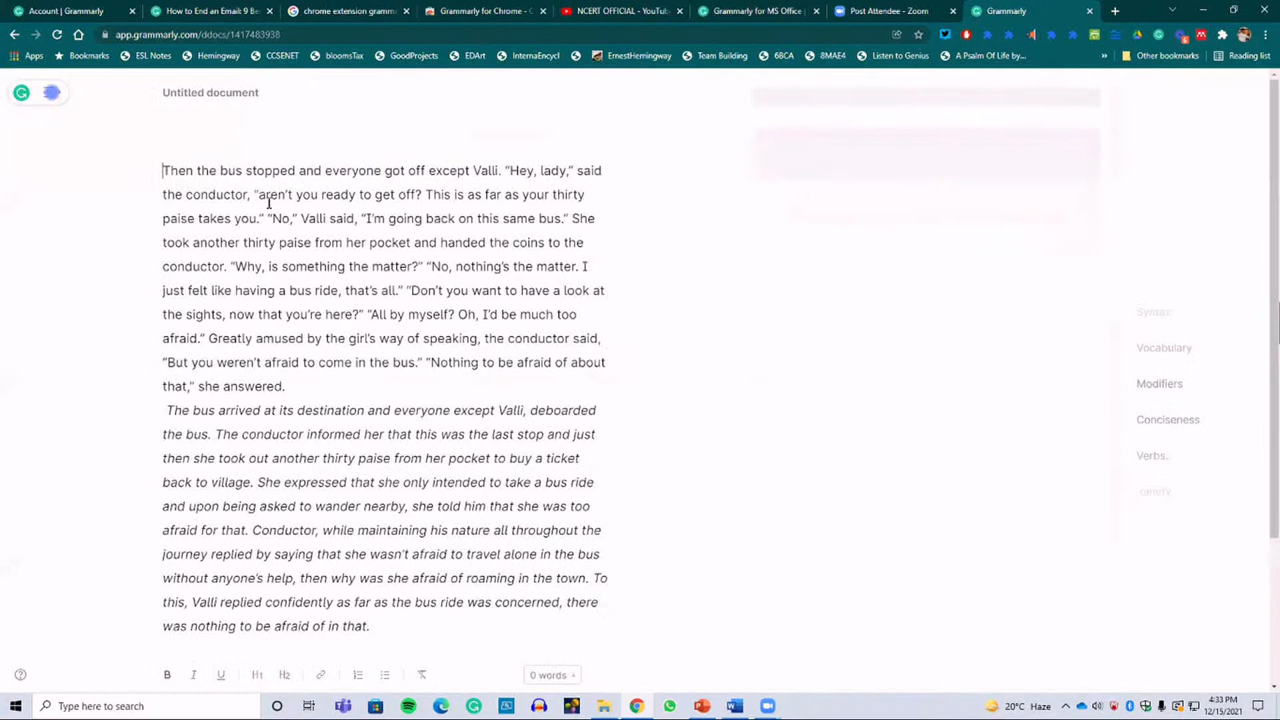 Account | Grammarly
How to End an Email: 9 Be
chrome extension gramm
Grammarly for Chrome - C
NCERT OFFICIAL - YouTub
Grammarly for MS Office |
Post Attendee - Zoom
Grammarly
app.grammarly.com/ddocs/1417483938
Apps
Bookmarks
ESL Notes
Hemingway
CCSENET
bloomsTax
GoodProjects
EDArt
InternaEncycl
ErnestHemingway
Team Building
6BCA
8MAE4
Listen to Genius
A Psalm Of Life by...
Other bookmarks
Reading list
Untitled document
Then the bus stopped and everyone got off except Valli. “Hey, lady,” said
the conductor, “aren’t you ready to get off? This is as far as your thirty
paise takes you.” “No,” Valli said, “I’m going back on this same bus.” She
took another thirty paise from her pocket and handed the coins to the
conductor. “Why, is something the matter?” “No, nothing’s the matter. I
just felt like having a bus ride, that’s all.” “Don’t you want to have a look at
the sights, now that you’re here?” “All by myself? Oh, I’d be much too
afraid.” Greatly amused by the girl’s way of speaking, the conductor said,
“But you weren’t afraid to come in the bus.” “Nothing to be afraid of about
that,” she answered.
The bus arrived at its destination and everyone except Valli, deboarded
the bus. The conductor informed her that this was the last stop and just
then she took out another thirty paise from her pocket to buy a ticket
back to village. She expressed that she only intended to take a bus ride
and upon being asked to wander nearby, she told him that she was too
afraid for that. Conductor, while maintaining his nature all throughout the
journey replied by saying that she wasn’t afraid to travel alone in the bus
without anyone’s help, then why was she afraid of roaming in the town. To
this, Valli replied confidently as far as the bus ride was concerned, there
was nothing to be afraid of in that.
Syntax
Vocabulary
Modifiers
Conciseness
Verbs.
B I U H1 H2
0 words
Type here to search
20°C Haze
4:33 PM
12/15/2021